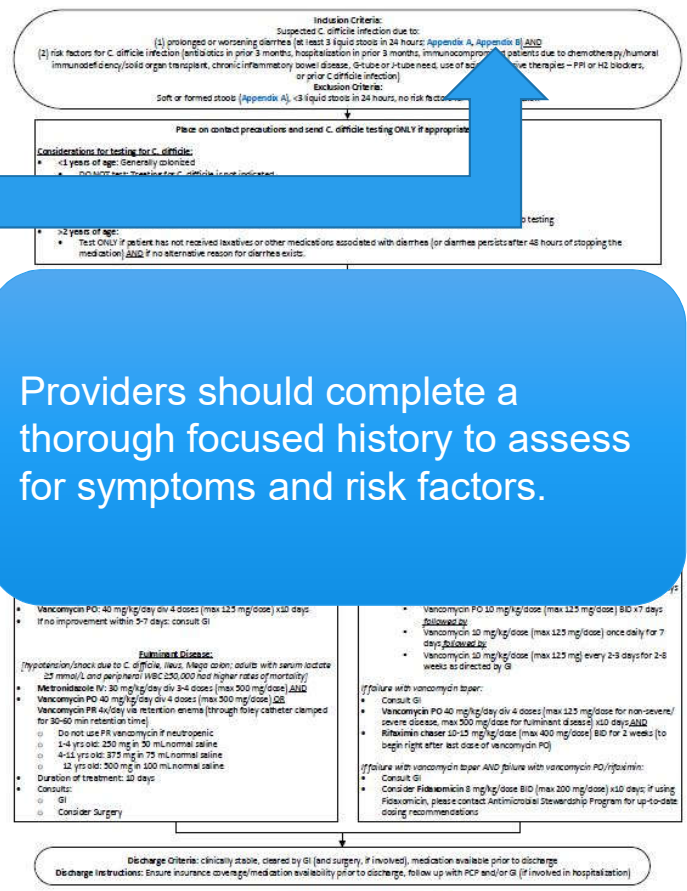 Inclusion Criteria:
Suspected C. difficile infection due to:
(1) prolonged or worsening diarrhea (at least 3 liquid stools in 24 hours; Appendix A, Appendix B) AND
(2) risk factors for C. difficile infection (antibiotics in prior 3 months, hospitalization in prior 3 months, immunocompromised patients due to chemotherapy/humoral
immunodeficiency/solid organ transplant, chronic inflammatory bowel disease, G-tube or J-tube need, use of therapies – PPI or H2 blockers,
or prior C difficile infection)
Exclusion Criteria:
Soft or formed stools (Appendix A), <3 liquid stools in 24 hours, no risk factors
Place on contact precautions and send C. difficile testing ONLY if appropriate
Considerations for testing for C. difficile:
• <1 years of age: Generally colonized
• DO NOT test; Treating for C. difficile is not indicated
to testing
• >2 years of age:
• Test ONLY if patient has not received laxatives or other medications associated with diarrhea (or diarrhea persists after 48 hours of stopping the
medication) AND if no alternative reason for diarrhea exists.
Providers should complete a
thorough focused history to assess
for symptoms and risk factors.
• Vancomycin PO: 40 mg/kg/day div 4 doses (max 125 mg/dose) x10 days
• If no improvement within 5-7 days: consult GI
Fulminant Disease:
[hypotension/shock due to C. difficile, ileus, Mega colon; adults with serum lactate
≥5 mmol/L and peripheral WBC ≥50,000 had higher rates of mortality]
• Metronidazole IV: 30 mg/kg/day div 3-4 doses (max 500 mg/dose) AND
• Vancomycin PO 40 mg/kg/day div 4 doses (max 500 mg/dose) OR
Vancomycin PR 4x/day via retention enema (through foley catheter clamped
for 30-60 min retention time)
o Do not use PR vancomycin if neutropenic
o 1-4 yrs old: 250 mg in 50 mL normal saline
o 4-11 yrs old: 375 mg in 75 mL normal saline
o 12 yrs old: 500 mg in 100 mL normal saline
• Duration of treatment: 10 days
• Consults:
o GI
o Consider Surgery
• Vancomycin PO 10 mg/kg/dose (max 125 mg/dose) BID x7 days
followed by
• Vancomycin 10 mg/kg/dose (max 125 mg/dose) once daily for 7
days followed by
• Vancomycin 10 mg/kg/dose (max 125 mg) every 2-3 days for 2-8
weeks as directed by GI
If failure with vancomycin taper:
• Consult GI
• Vancomycin PO 40 mg/kg/day div 4 doses (max 125 mg/dose for non-severe/
severe disease, max 500 mg/dose for fulminant disease) x10 days AND
• Rifaximin chaser 10-15 mg/kg/dose (max 400 mg/dose) BID for 2 weeks (to
begin right after last dose of vancomycin PO)
If failure with vancomycin taper AND failure with vancomycin PO/rifaximin:
• Consult GI
• Consider Fidaxomicin 8 mg/kg/dose BID (max 200 mg/dose) x10 days; if using
Fidaxomicin, please contact Antimicrobial Stewardship Program for up-to-date
dosing recommendations
Discharge Criteria: clinically stable, cleared by GI (and surgery, if involved), medication available prior to discharge
Discharge Instructions: Ensure insurance coverage/medication availability prior to discharge, follow up with PCP and/or GI (if involved in hospitalization)